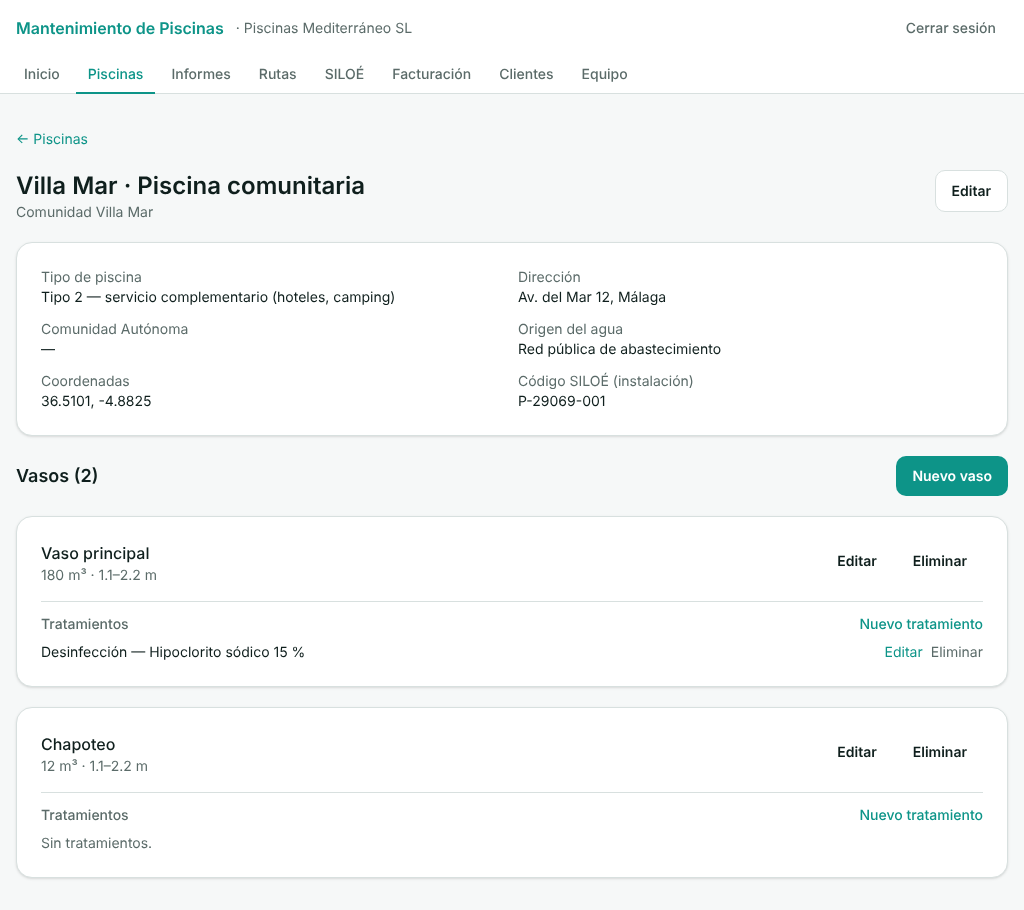 Mantenimiento de Piscinas · Piscinas Mediterráneo SL Cerrar sesión
Inicio Piscinas Informes Rutas SILOÉ Facturación Clientes Equipo
← Piscinas
Villa Mar · Piscina comunitaria
Editar
Comunidad Villa Mar
Tipo de piscina
Tipo 2 — servicio complementario (hoteles, camping)
Dirección
Av. del Mar 12, Málaga
Comunidad Autónoma
—
Origen del agua
Red pública de abastecimiento
Coordenadas
36.5101, -4.8825
Código SILOÉ (instalación)
P-29069-001
Vasos (2)
Nuevo vaso
Vaso principal
180 m³ · 1.1–2.2 m
Editar Eliminar
Tratamientos
Nuevo tratamiento
Desinfección — Hipoclorito sódico 15 %
Editar Eliminar
Chapoteo
12 m³ · 1.1–2.2 m
Editar Eliminar
Tratamientos
Nuevo tratamiento
Sin tratamientos.